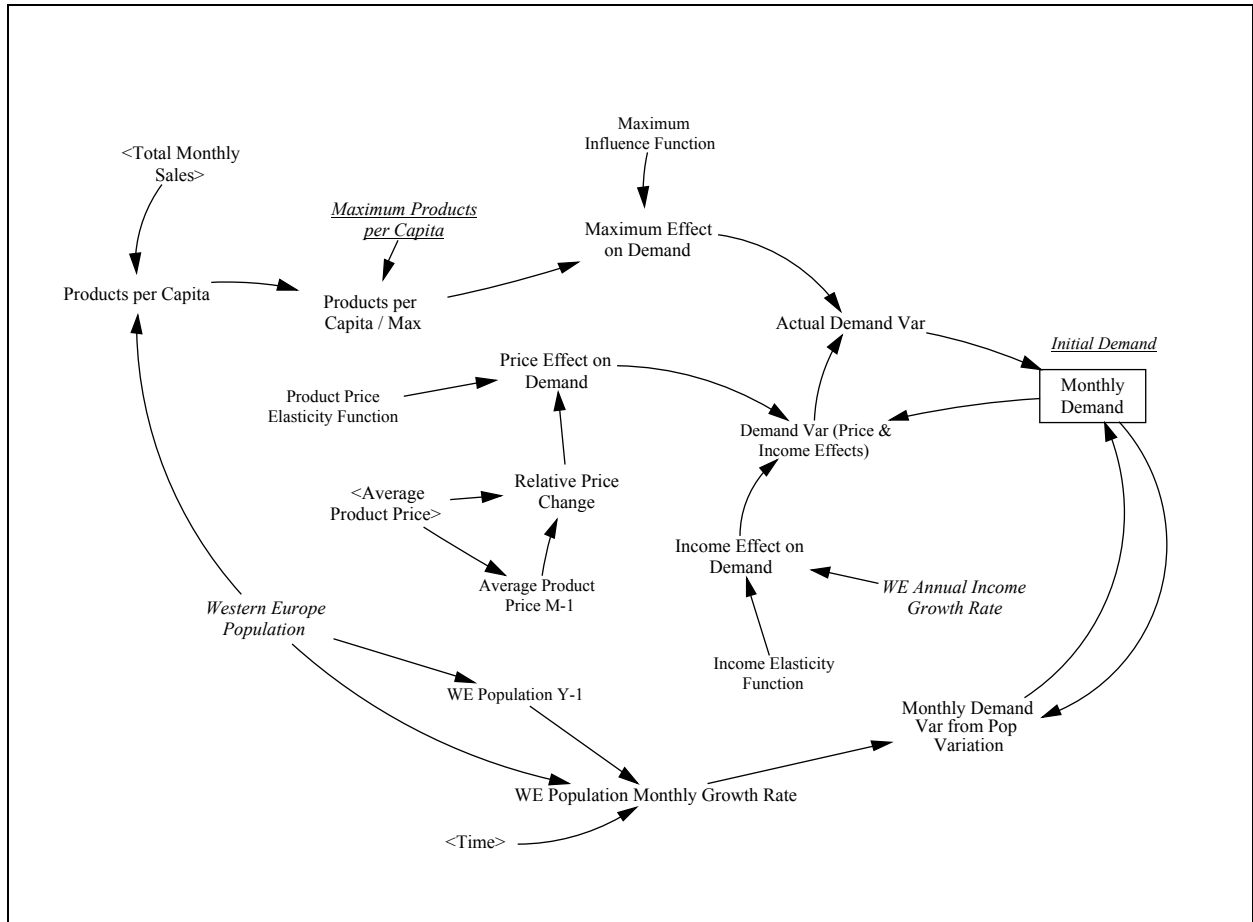 Maximum
Influence Function
<Total Monthly
Sales>
Maximum Products
per Capita
Maximum Effect
on Demand
Products per Capita
Products per
Capita / Max
Actual Demand Var
Initial Demand
Price Effect on
Demand
Monthly
Demand
Product Price
Elasticity Function
Demand Var (Price &
Income Effects)
<Average
Product Price>
Relative Price
Change
Income Effect on
Demand
Average Product
Price M-1
WE Annual Income
Growth Rate
Western Europe
Population
Income Elasticity
Function
WE Population Y-1
Monthly Demand
Var from Pop
Variation
WE Population Monthly Growth Rate
<Time>